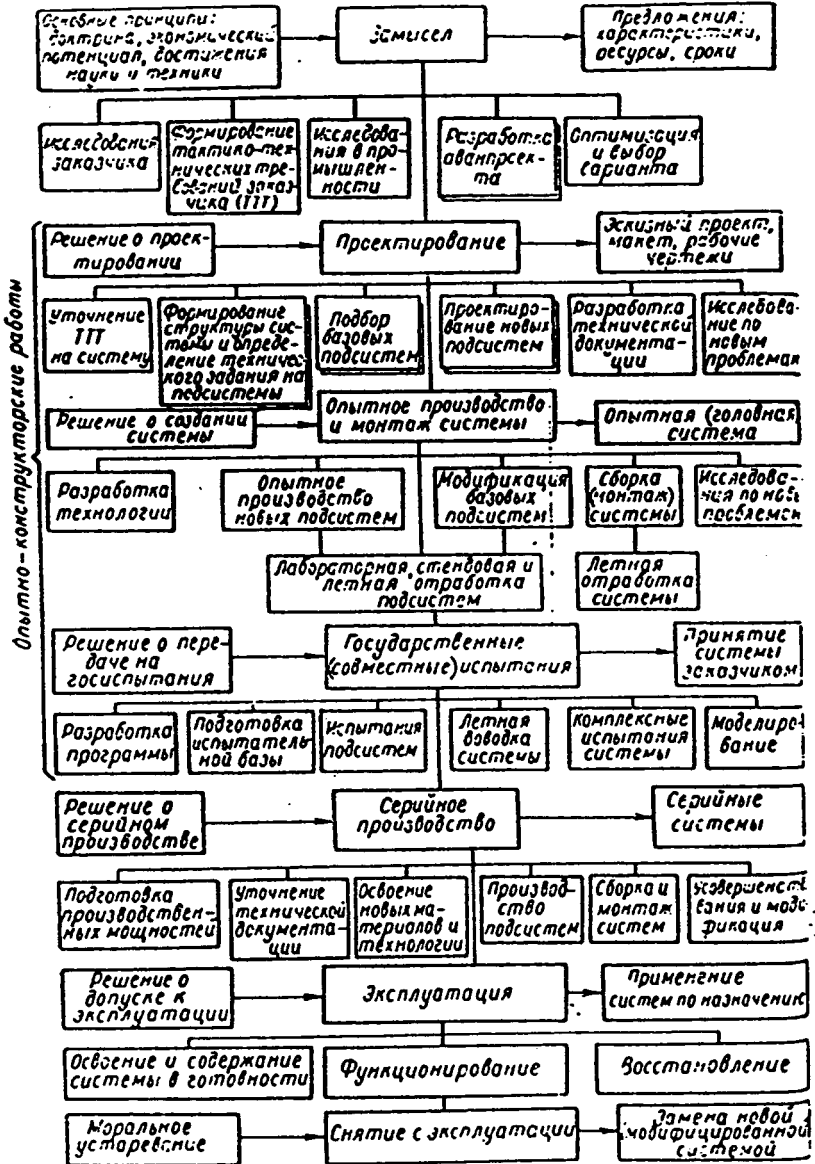 Основные принципы:
доктрина, экономический
потенциал, достижения
науки и техники
Замысел
Предложения:
характеристики,
ресурсы, сроки
Исследования
заказчика
Формирование
тактико-тех-
нических тре-
бований заказ-
чика (ТТТ)
Исследова-
ния в про-
мышлен-
ности
Разработка
аванпроек-
та
Оптимизация
и выбор
варианта
Опытно-конструкторские работы
Решение о проек-
тировании
Проектирование
Эскизный проект,
макет, рабочие
чертежи
Уточнение
ТТТ
на систему
Формирование
структуры сис-
темы и опреде-
ление техничес-
кого задания на
подсистемы
Подбор
базовых
подсистем
Проектиро-
вание новых
подсистем
Разработка
технической
документа-
ции
Исследова-
ние по
новым
проблемам
Решение о создании
системы
Опытное производство
и монтаж системы
Опытная (головная
система
Разработка
технологии
Опытное
производство
новых подсистем
Модификация
базовых
подсистем
Сборка
(монтаж)
системы
Исследова-
ния по новы
проблемам
Лабораторная, стендовая и
летная отработка
подсистем
Летная
отработка
системы
Решение о пере-
даче на
госиспытания
Государственные
(совместные) испытания
Принятие
системы
заказчиком
Разработка
программы
Подготовка
испытатель-
ной базы
Испытания
подсистем
Летная
доводка
системы
Комплексные
испытания
системы
Моделиро-
вание
Решение о
серийном
производстве
Серийное
производство
Серийные
системы
Подготовка
производствен-
ных мощностей
Уточнение
технической
документа-
ции
Освоение
новых ма-
териалов и
технологии
Производ-
ство
подсистем
Сборка и
монтаж
систем
Усовершенств
вания и моди
фикация
Решение о
допуске к
эксплуатации
Эксплуатация
Применение
систем по назначению
Освоение и содержание
системы в готовности
Функционирование
Восстановление
Моральное
устаревание
Снятие с эксплуатации
Замена новой
модифицированной
системой